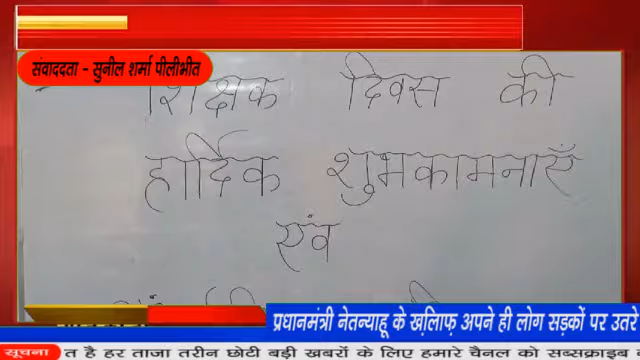 संवाददता - सुनील शर्मा पीलीभीत
शिक्षक दिवस की
हार्दिक शुभकामनाएँ
एवं
प्रधानमंत्री नेतन्याहू के खिलाफ़ अपने ही लोग सड़कों पर उतरे
सूचना त है हर ताजा तरीन छोटी बड़ी खबरों के लिए हमारे चैनल को सब्सक्राइब